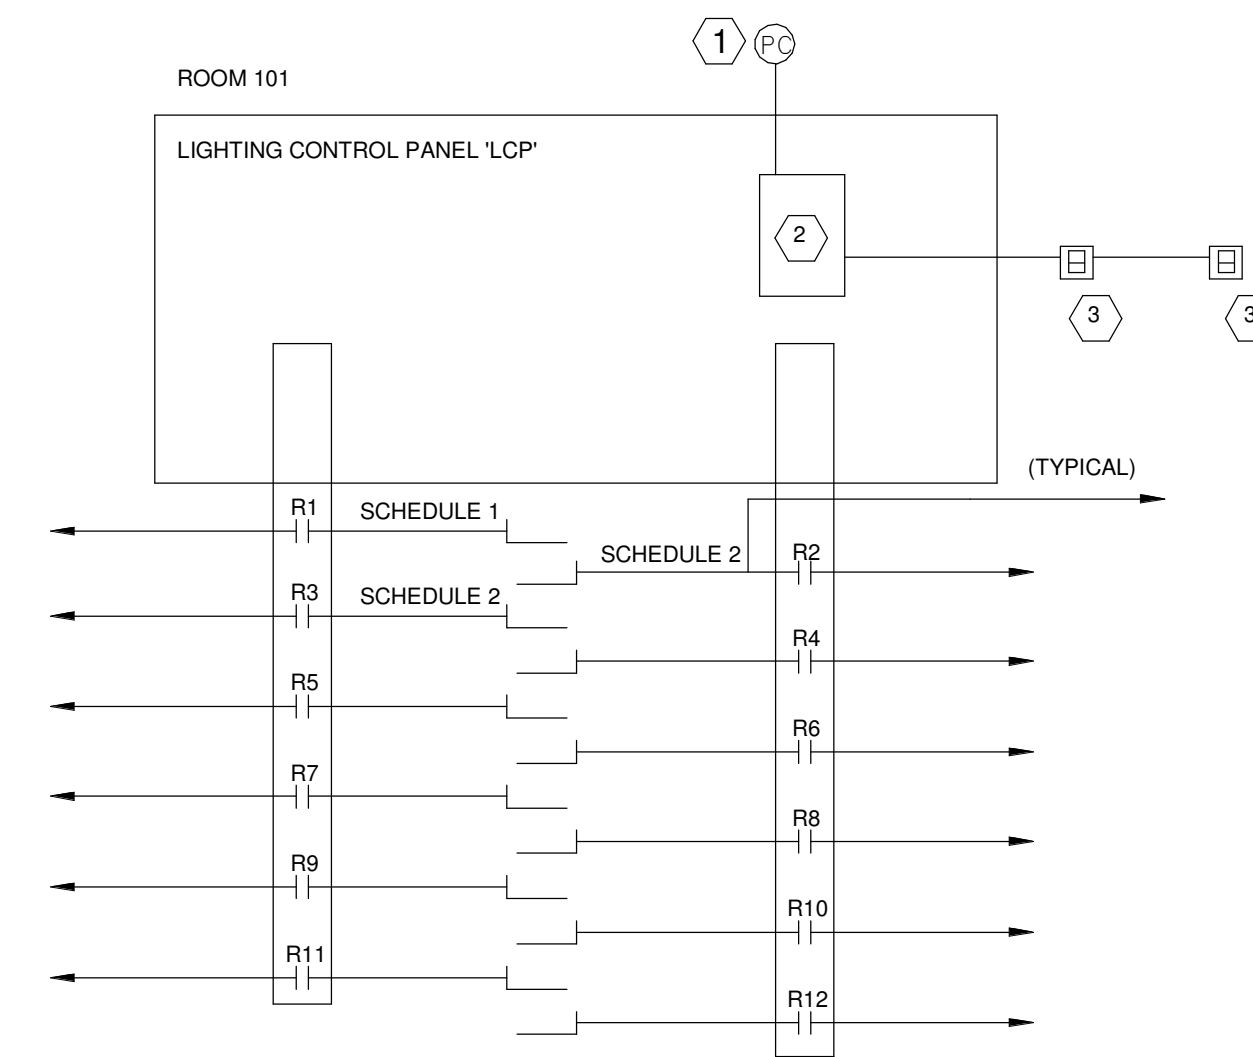 1 PC
ROOM 101
LIGHTING CONTROL PANEL 'LCP'
2
3 3
(TYPICAL)
R1 SCHEDULE 1
SCHEDULE 2 R2
R3 SCHEDULE 2
R4
R5
R6
R7
R8
R9
R10
R11
R12